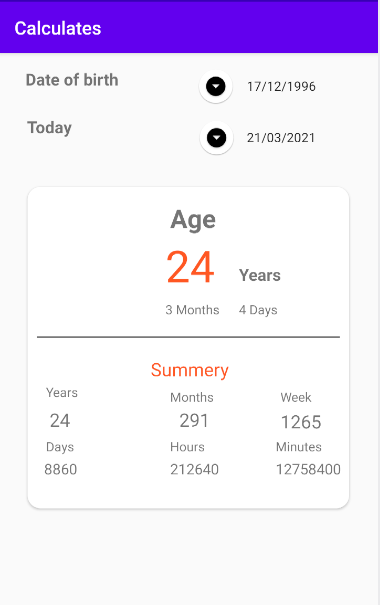 Calculates
Date of birth 17/12/1996
Today 21/03/2021
Age
24 Years
3 Months 4 Days
Summery
Years Months Week
24 291 1265
Days Hours Minutes
8860 212640 12758400